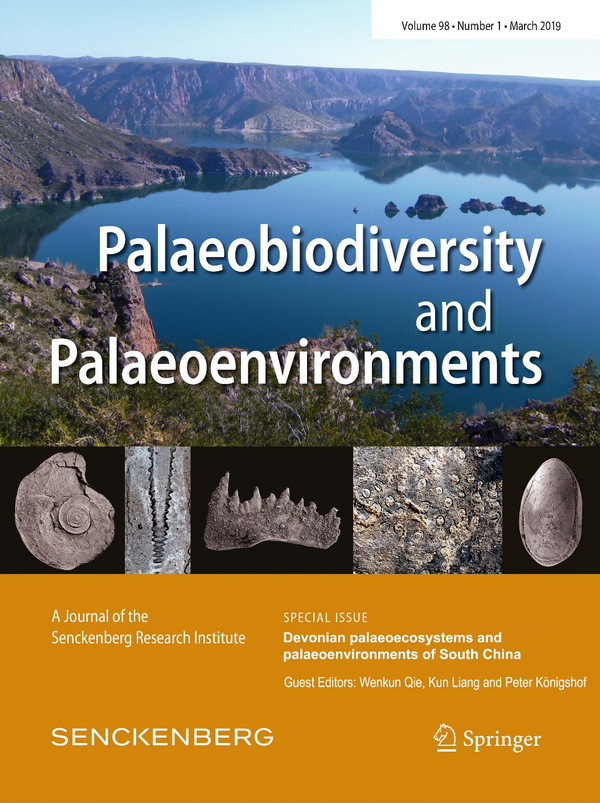 Volume 98 • Number 1 • March 2019
Palaeobiodiversity
and
Palaeoenvironments
A Journal of the
Senckenberg Research Institute
SPECIAL ISSUE
Devonian palaeoecosystems and
palaeoenvironments of South China
Guest Editors: Wenkun Qie, Kun Liang and Peter Königshof
SENCKENBERG
Springer